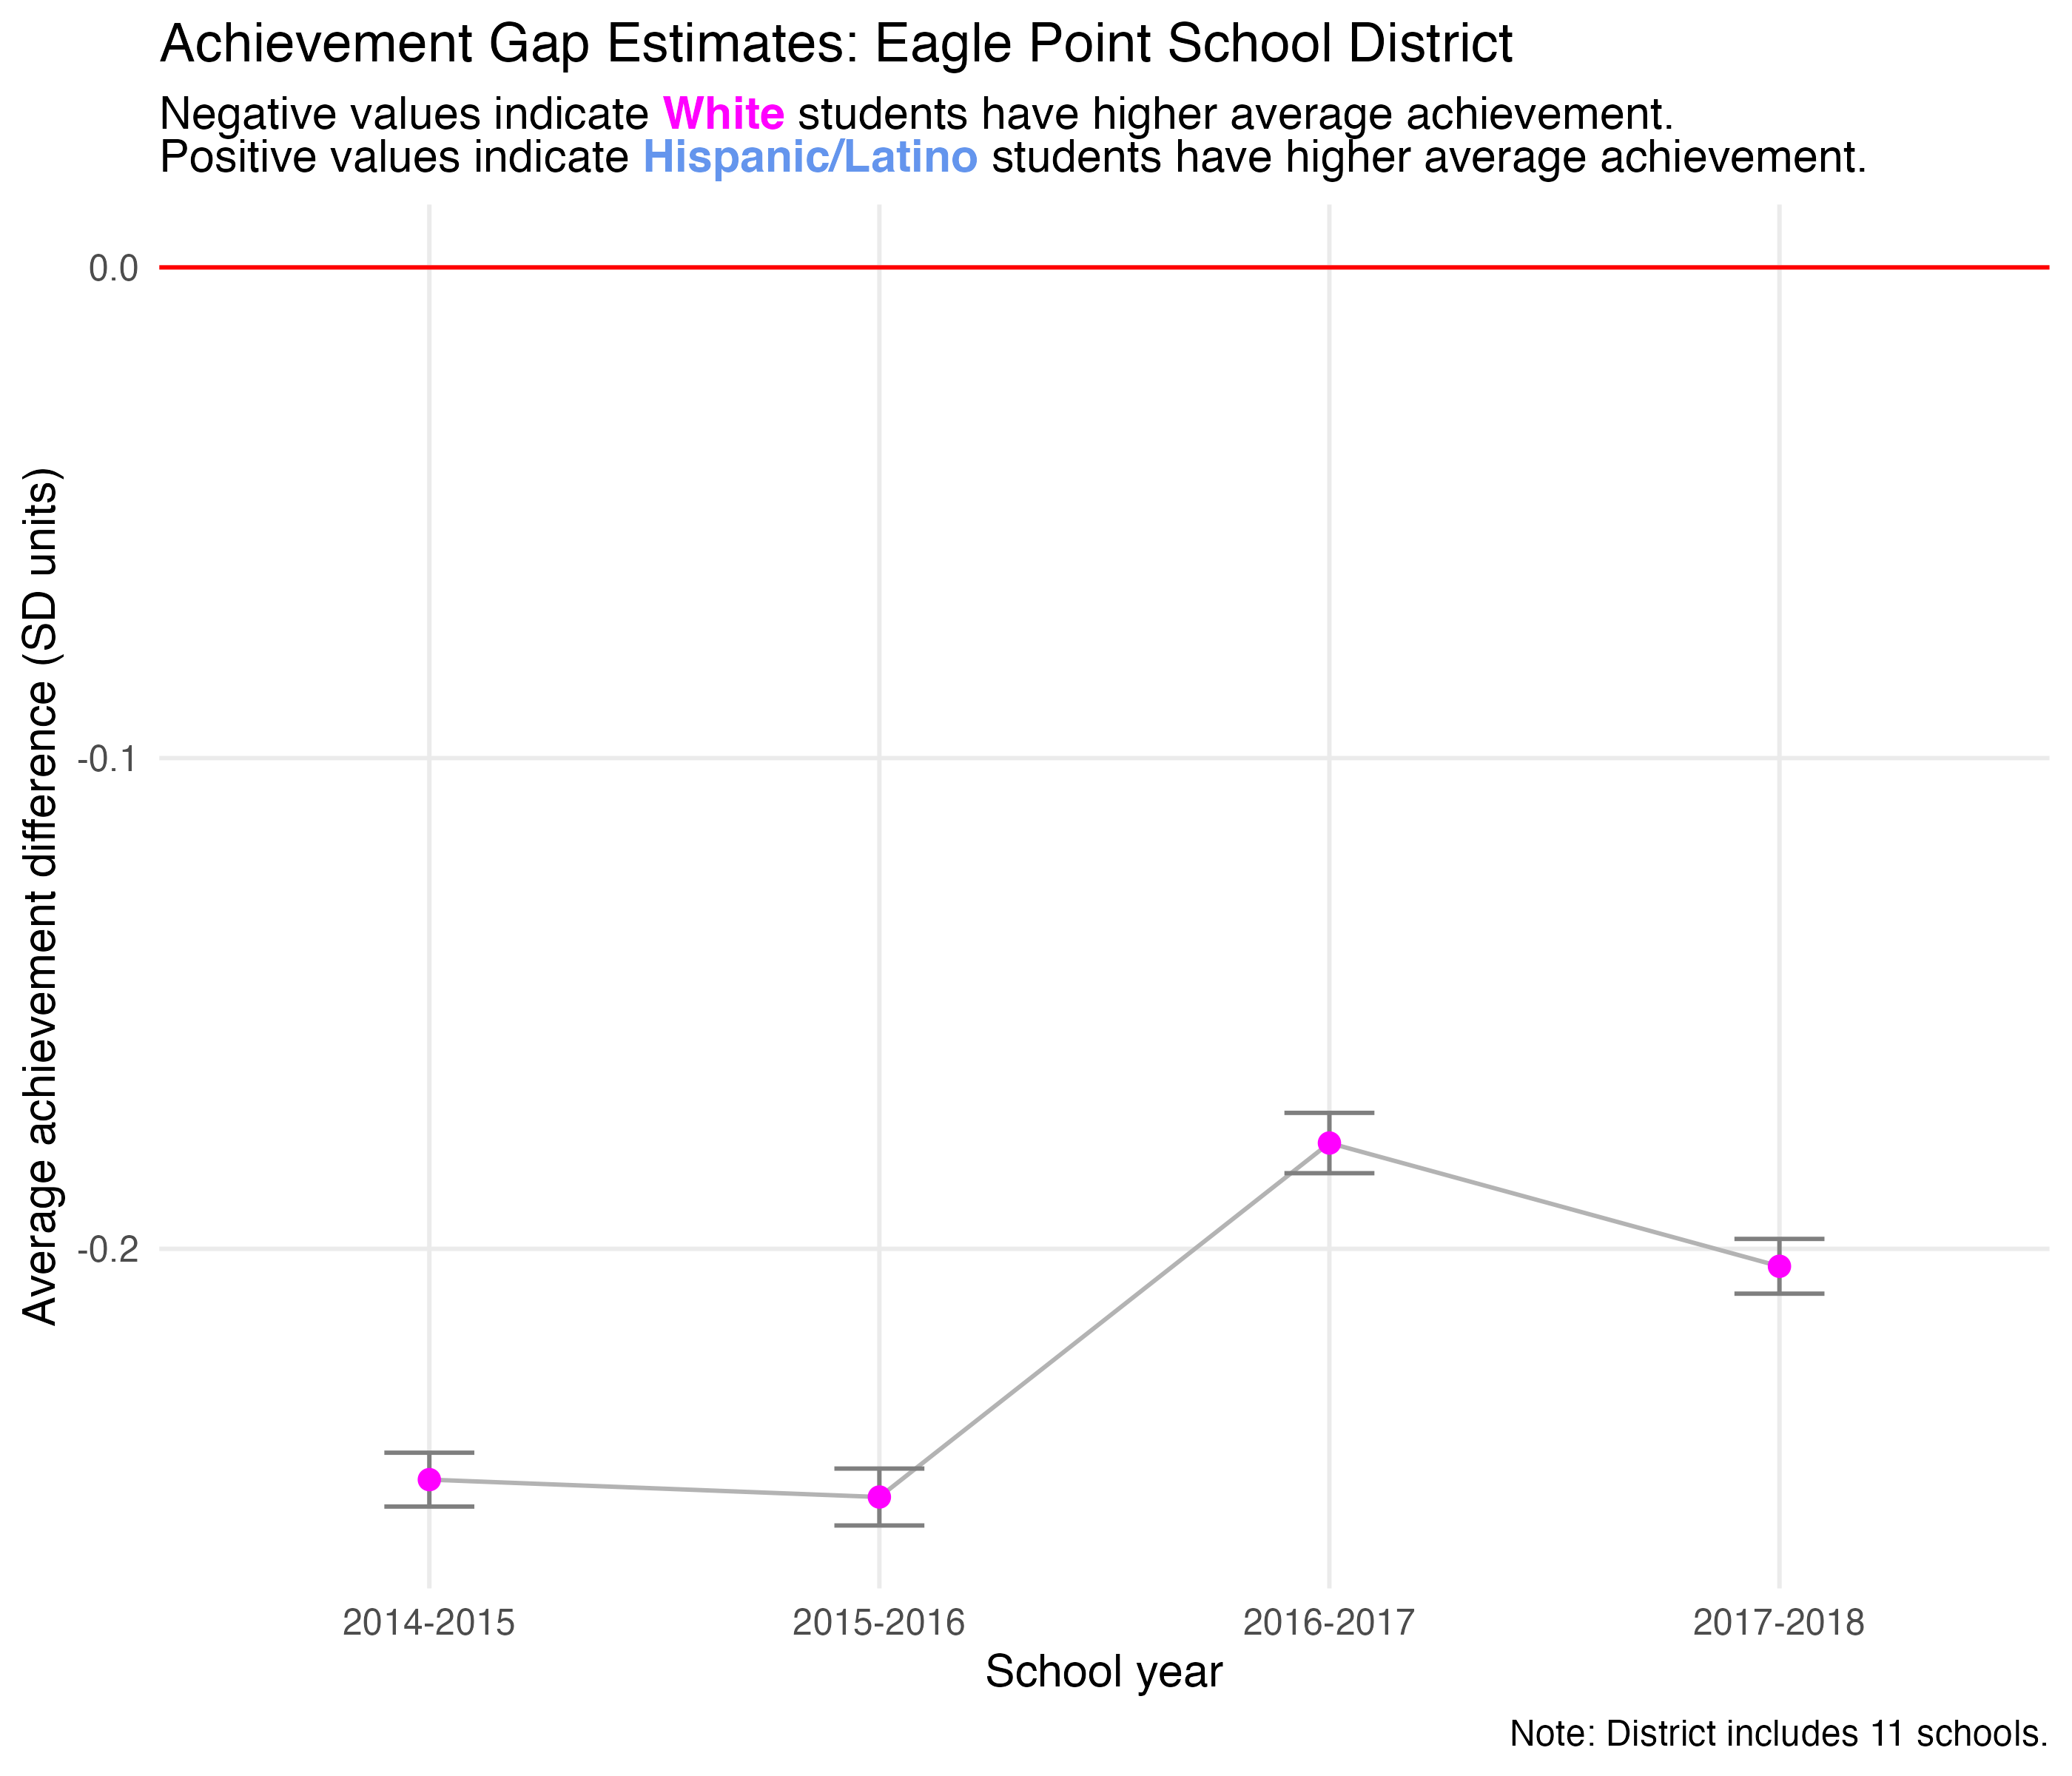 Achievement Gap Estimates: Eagle Point School District
Negative values indicate White students have higher average achievement.
Positive values indicate Hispanic/Latino students have higher average achievement.
Average achievement difference (SD units)
0.0
-0.1
-0.2
2014-2015 2015-2016 2016-2017 2017-2018
School year
Note: District includes 11 schools.